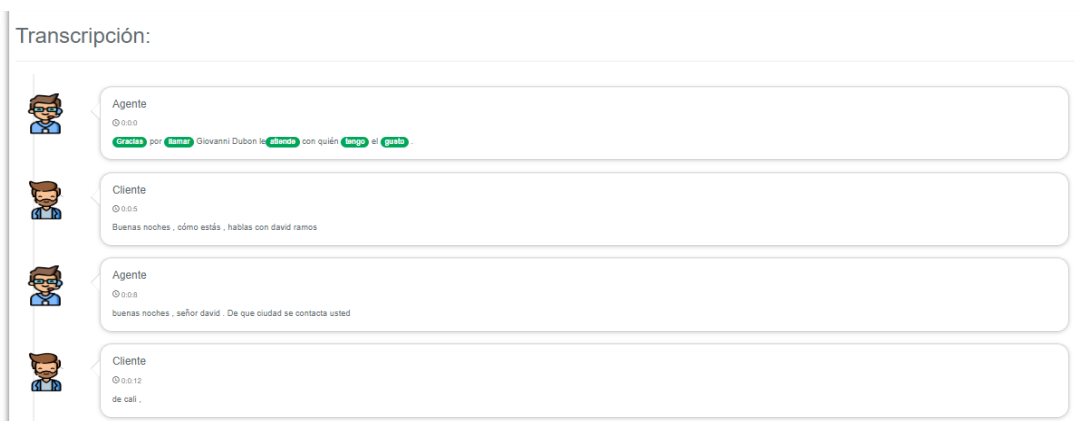 Transcripción:
Agente
0:0:0
Gracias por llamar Giovanni Dubon le atiende con quién tengo el gusto .
Cliente
0:0:5
Buenas noches , cómo estás , hablas con david ramos
Agente
0:0:8
buenas noches , señor david . De que ciudad se contacta usted
Cliente
0:0:12
de cali ,